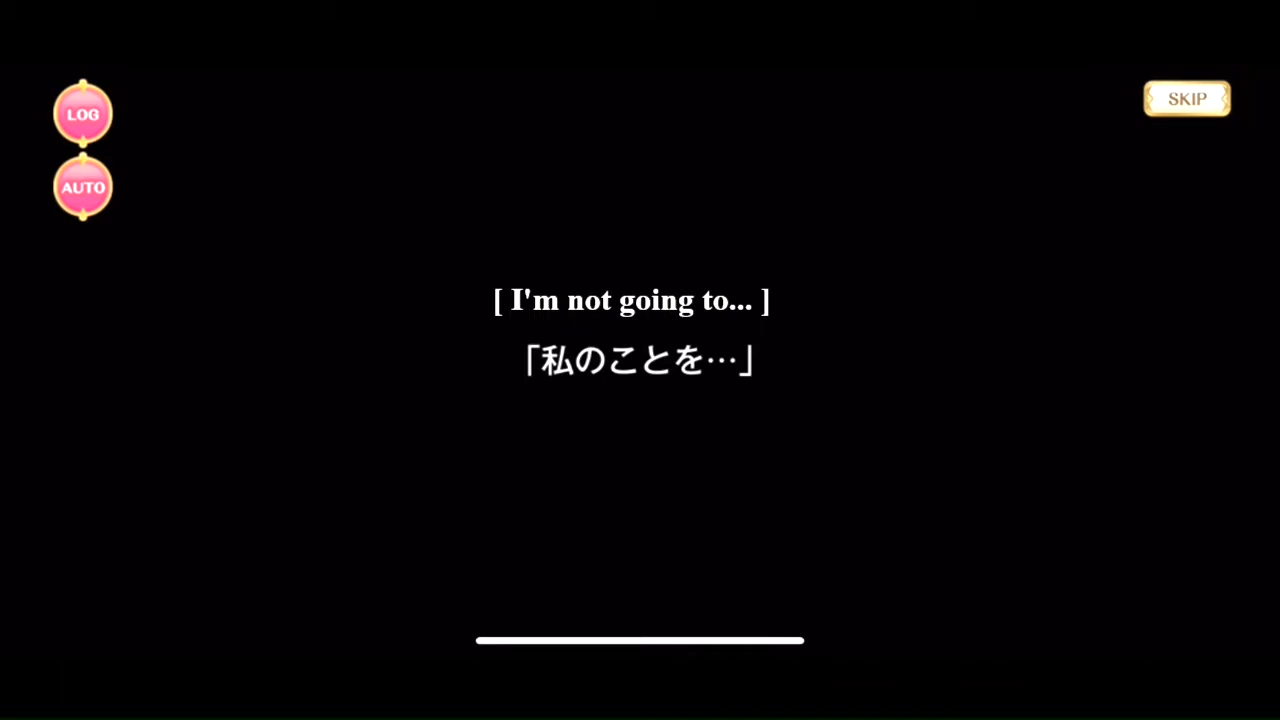 LOG
SKIP
AUTO
[ I'm not going to... ]
「私のことを…」